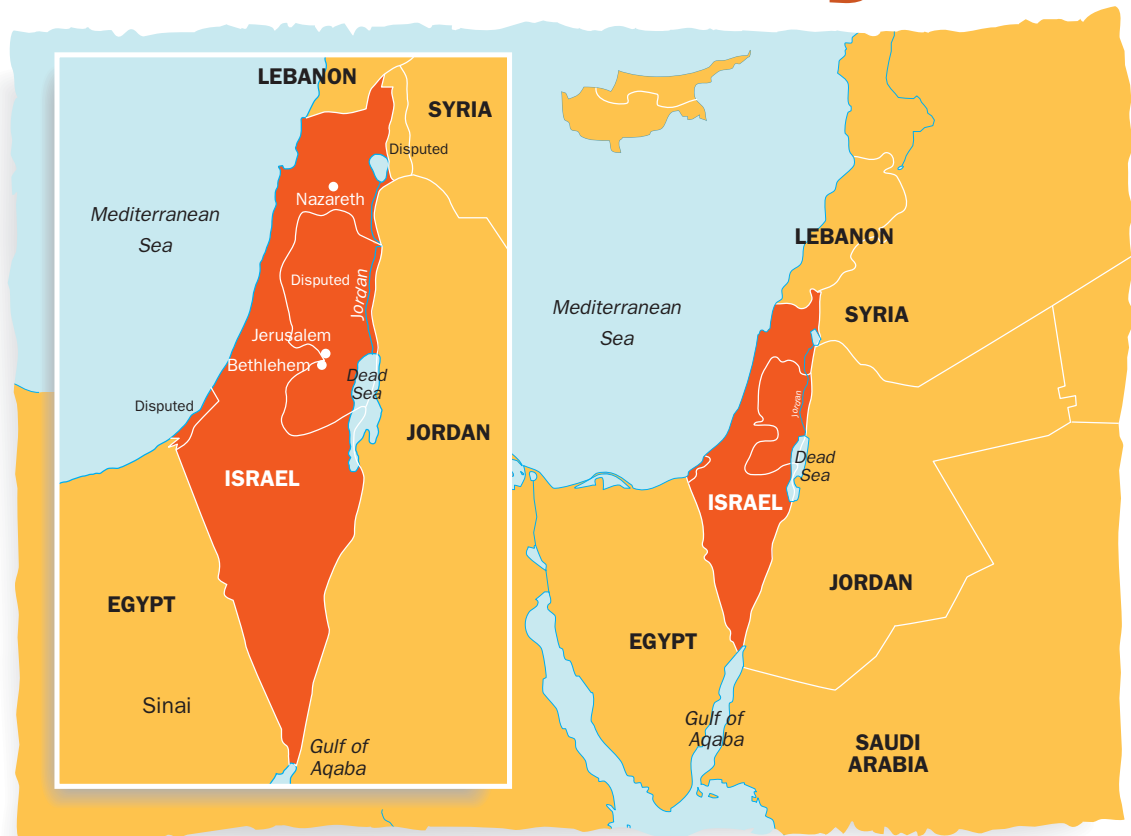 LEBANON
SYRIA
Disputed
Nazareth
Mediterranean
Sea
Disputed
Jordan
Jerusalem
Bethlehem
Dead
Sea
Disputed
JORDAN
ISRAEL
EGYPT
Sinai
Gulf of
Aqaba
LEBANON
Mediterranean
Sea
SYRIA
Jordan
Dead
Sea
ISRAEL
JORDAN
EGYPT
Gulf of
Aqaba
SAUDI
ARABIA